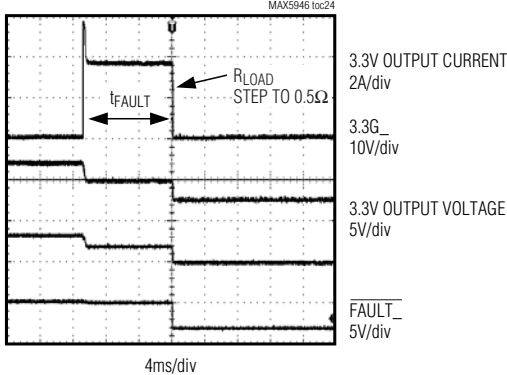 MAX5946 toc24
3.3V OUTPUT CURRENT
2A/div
RLOAD
STEP TO 0.5Ω
tFAULT
3.3G_
10V/div
3.3V OUTPUT VOLTAGE
5V/div
FAULT_
5V/div
4ms/div